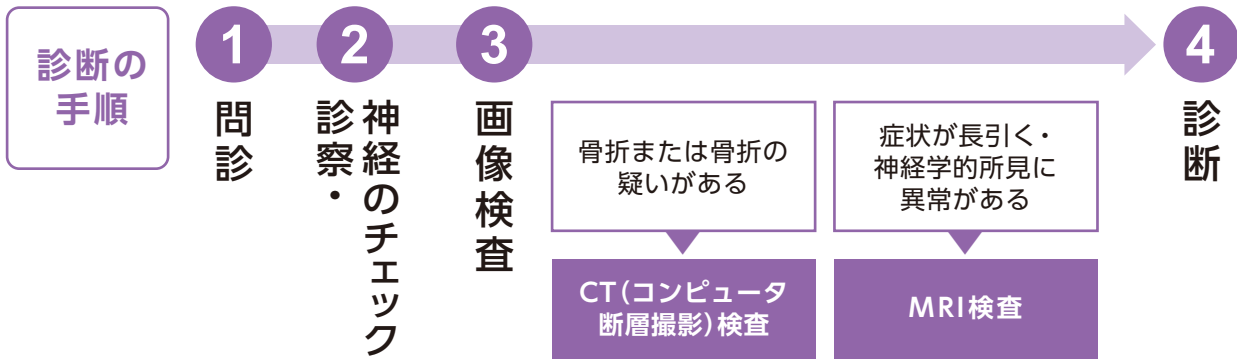 診断の
手順
1
問診
2
診察・
神経のチェック
3
画像検査
骨折または骨折の
疑いがある
CT(コンピュータ
断層撮影)検査
症状が長引く・
神経学的所見に
異常がある
MRI検査
4
診断